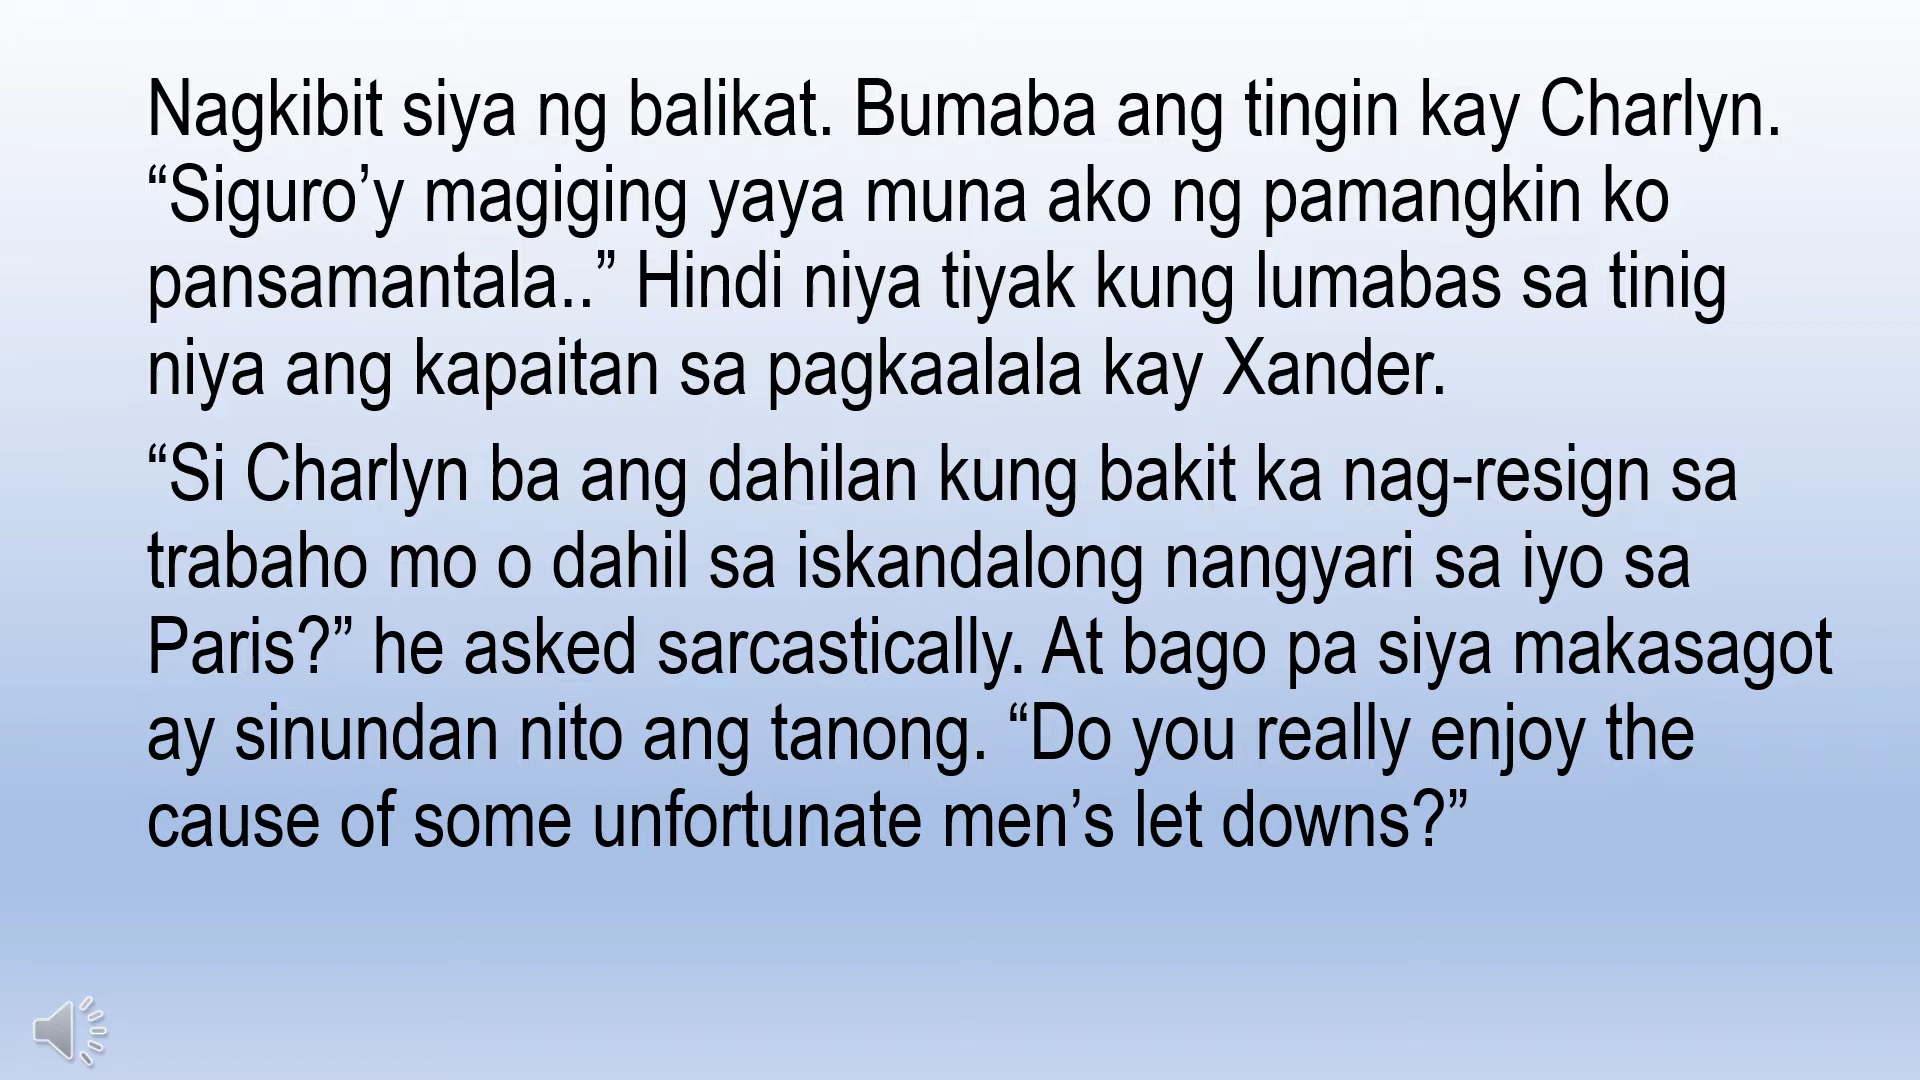 Nagkibit siya ng balikat. Bumaba ang tingin kay Charlyn.
“Siguro’y magiging yaya muna ako ng pamangkin ko
pansamantala..” Hindi niya tiyak kung lumabas sa tinig
niya ang kapaitan sa pagkaalala kay Xander.
“Si Charlyn ba ang dahilan kung bakit ka nag-resign sa
trabaho mo o dahil sa iskandalong nangyari sa iyo sa
Paris?” he asked sarcastically. At bago pa siya makasagot
ay sinundan nito ang tanong. “Do you really enjoy the
cause of some unfortunate men’s let downs?”